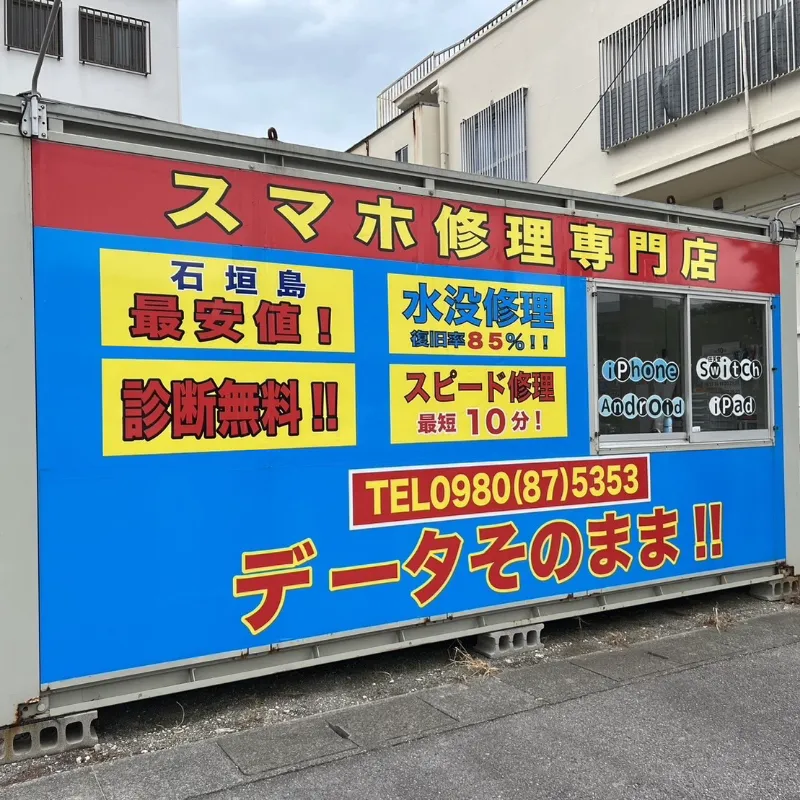 スマホ修理専門店
石垣島
最安値!
水没修理
復旧率85%!!
診断無料!!
スピード修理
最短10分!
iPhone
Switch
Android
iPad
TEL0980(87)5353
データそのまま!!